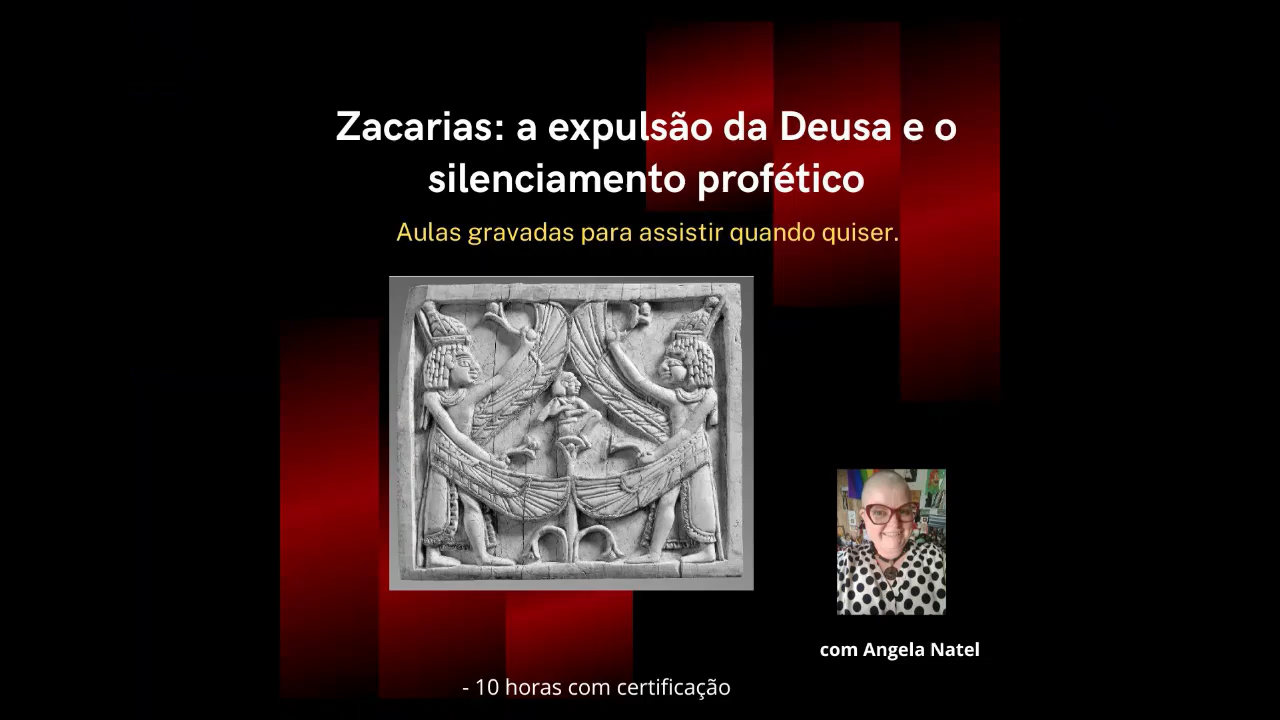 Zacarias: a expulsão da Deusa e o
silenciamento profético
Aulas gravadas para assistir quando quiser.
com Angela Natel
- 10 horas com certificação